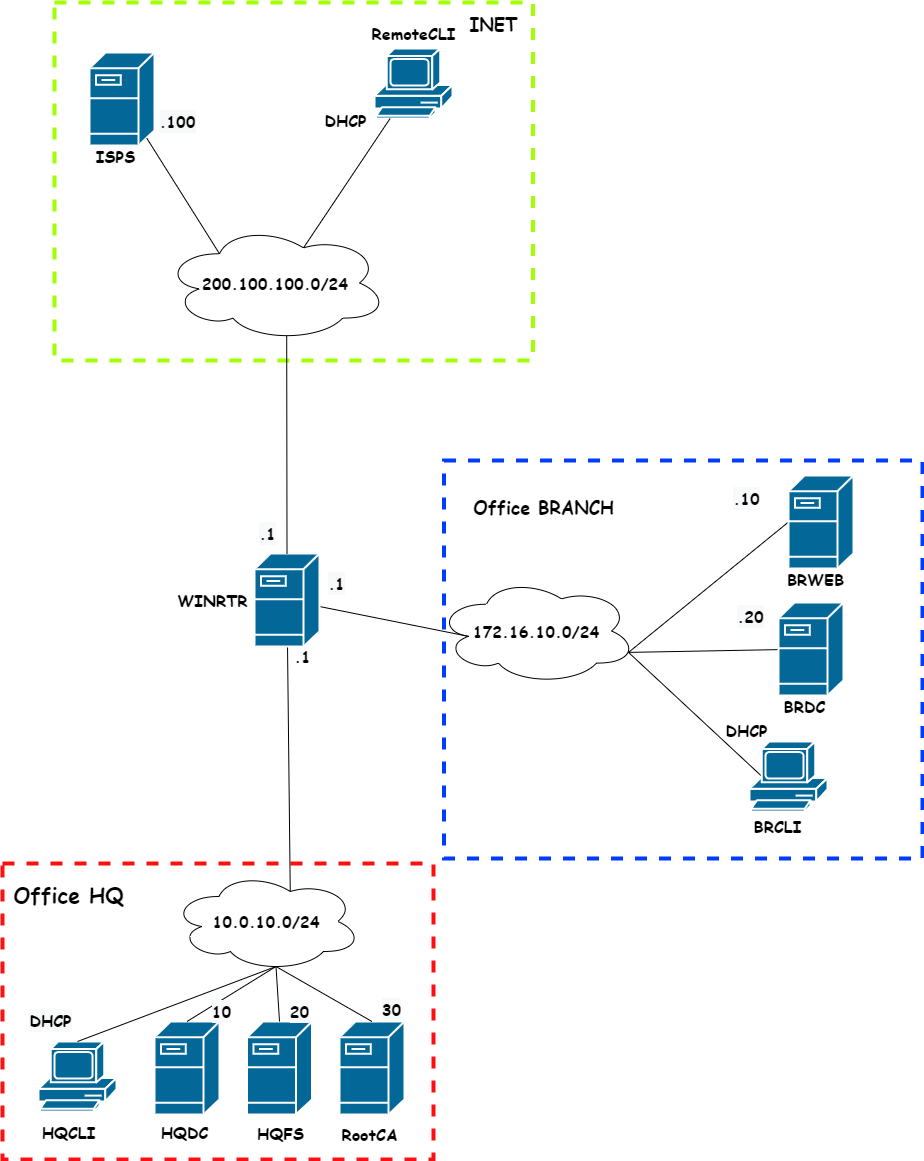 INET
RemoteCLI
.100
DHCP
ISPS
200.100.100.0/24
.1
WINRTR
.1
.1
Office BRANCH
.10
BRWEB
172.16.10.0/24
.20
BRDC
DHCP
BRCLI
Office HQ
10.0.10.0/24
DHCP
10
20
30
HQCLI
HQDC
HQFS
RootCA